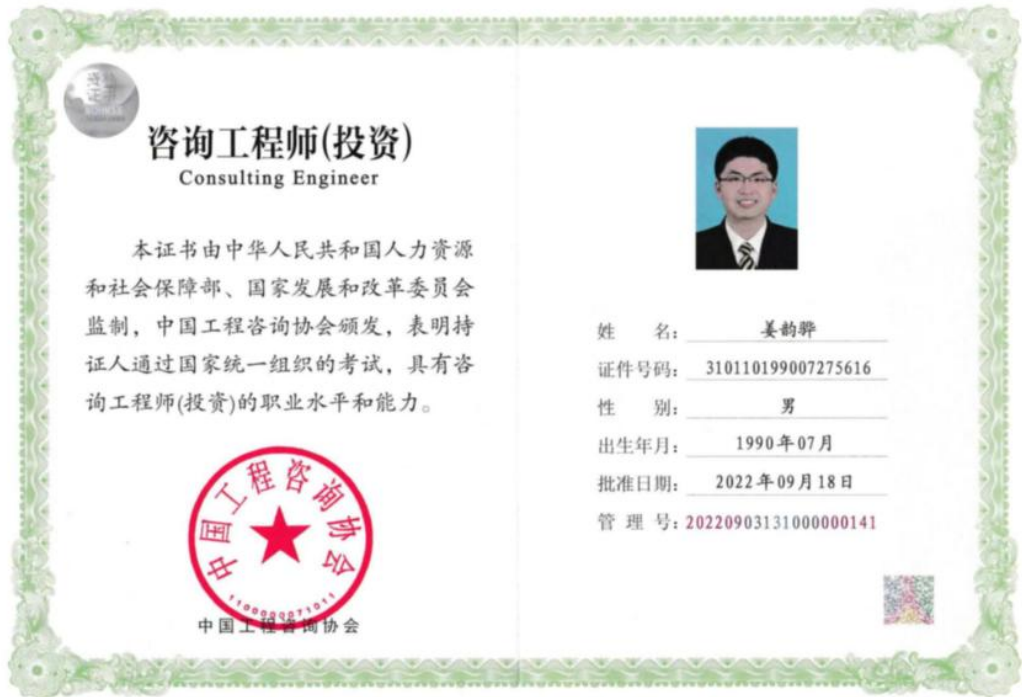 资格
证书
咨询工程师(投资)
Consulting Engineer
本证书由中华人民共和国人力资源
和社会保障部、国家发展和改革委员会
监制，中国工程咨询协会颁发，表明持
证人通过国家统一组织的考试，具有咨
询工程师(投资)的职业水平和能力。
中国工程咨询协会
1100000071011
中国工程咨询协会
姓 名： 姜韵骅
证件号码： 310110199007275616
性 别： 男
出生年月： 1990年07月
批准日期： 2022年09月18日
管 理 号：20220903131000000141